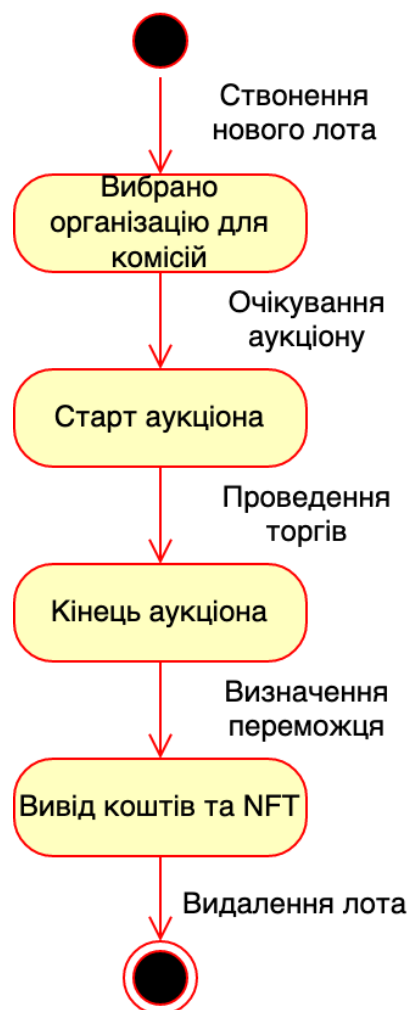 Ствонення
нового лота
Вибрано
організацію для
комісій
Очікування
аукціону
Старт аукціона
Проведення
торгів
Кінець аукціона
Визначення
переможця
Вивід коштів та NFT
Видалення лота